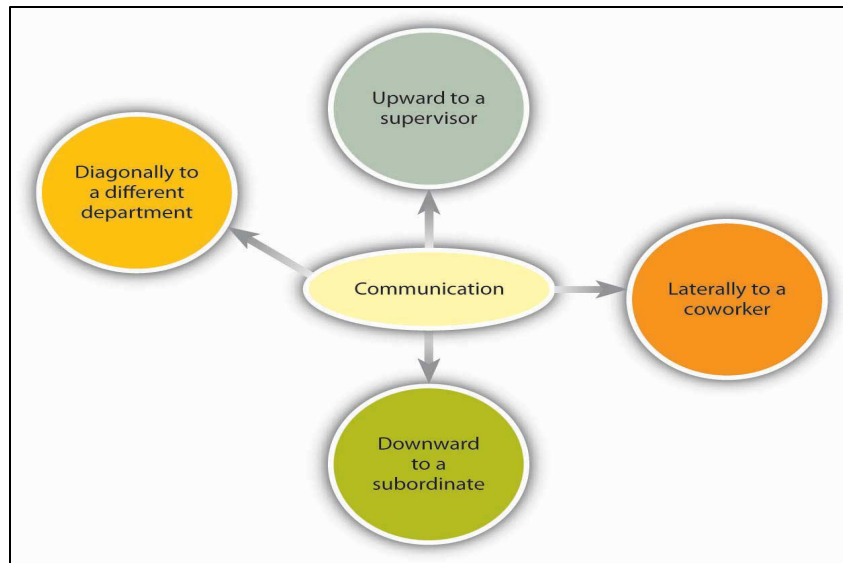 Upward to a
supervisor
Diagonally to
a different
department
Communication
Laterally to a
coworker
Downward
to a
subordinate